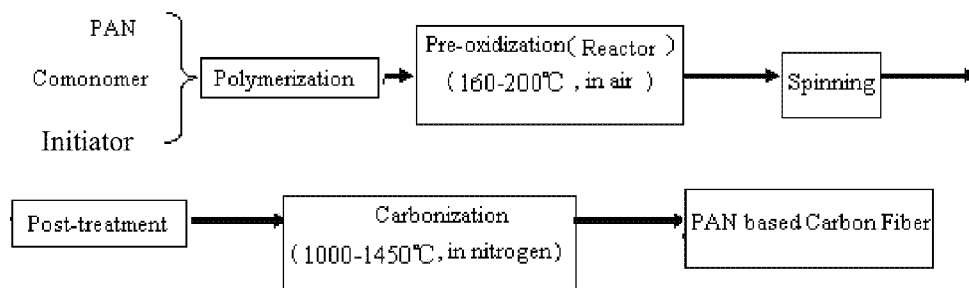 PAN
Comonomer
Initiator
Polymerization
Pre-oxidization( Reactor )
(160-200℃, in air )
Spinning
Post-treatment
Carbonization
(1000-1450℃, in nitrogen)
PAN based Carbon Fiber